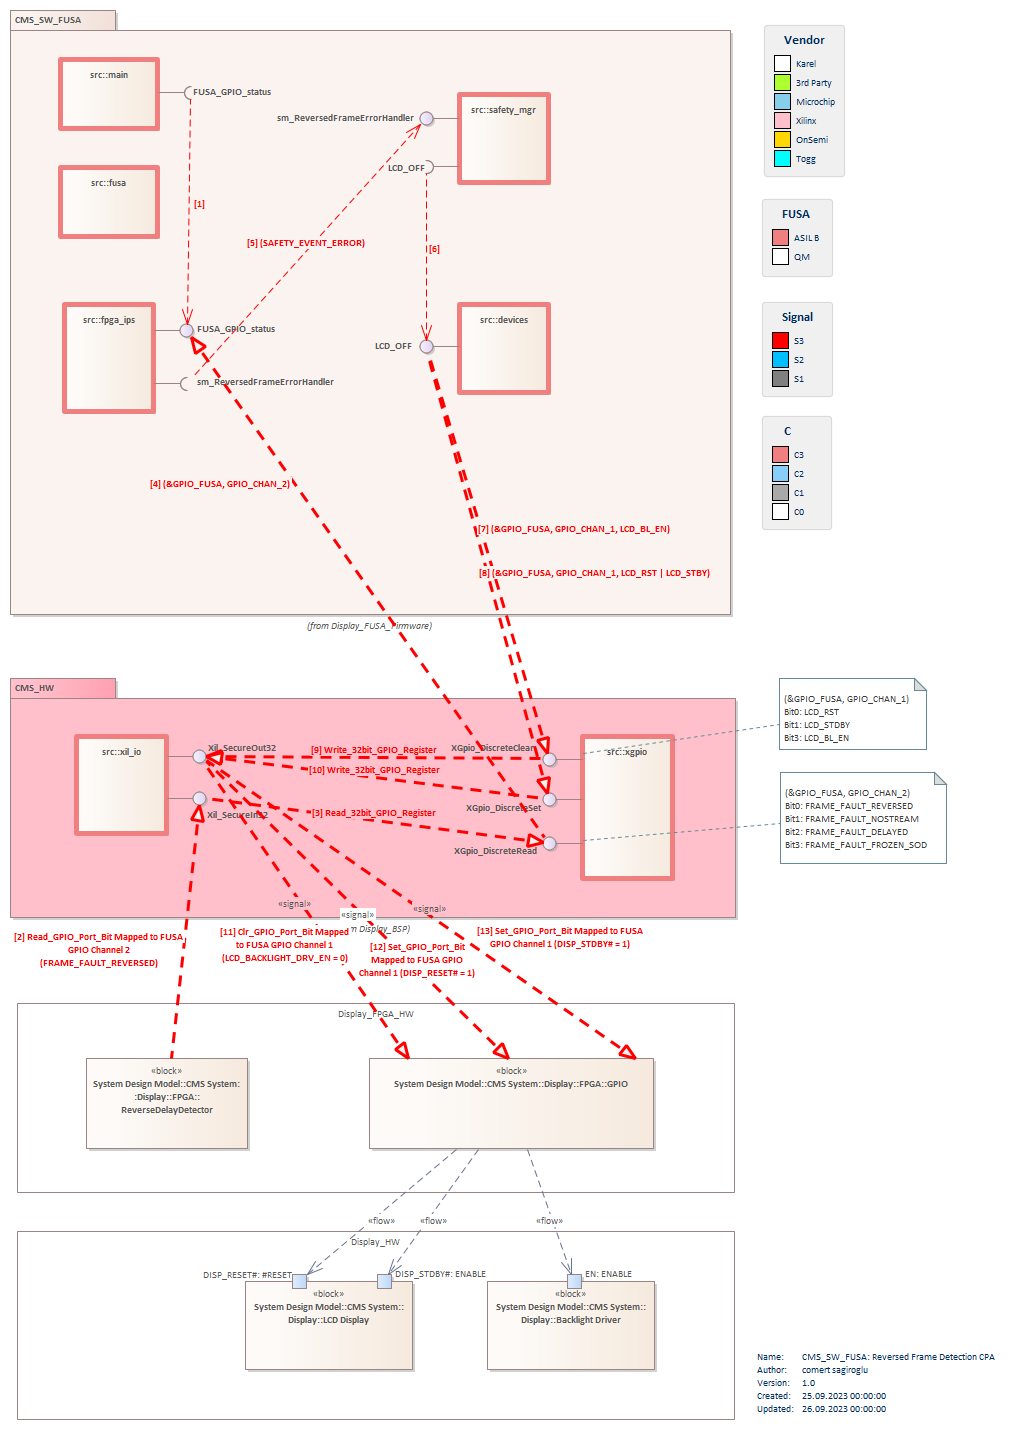 CMS_SW_FUSA
src::main
FUSA_GPIO_status
sm_ReversedFrameErrorHandler
src::safety_mgr
LCD_OFF
src::fusa
[1]
[5] (SAFETY_EVENT_ERROR)
[6]
src::fpga_ips
FUSA_GPIO_status
sm_ReversedFrameErrorHandler
LCD_OFF
src::devices
[4] (&GPIO_FUSA, GPIO_CHAN_2)
[7] (&GPIO_FUSA, GPIO_CHAN_1, LCD_BL_EN)
[8] (&GPIO_FUSA, GPIO_CHAN_1, LCD_RST | LCD_STBY)
(from Display_FUSA_Firmware)
Vendor
Karel
3rd Party
Microchip
Xilinx
OnSemi
Togg
FUSA
ASIL B
QM
Signal
S3
S2
S1
C
C3
C2
C1
C0
CMS_HW
src::xil_io
Xil_SecureOut32
Xil_SecureIn32
[9] Write_32bit_GPIO_Register
[10] Write_32bit_GPIO_Register
[3] Read_32bit_GPIO_Register
XGpio_DiscreteClear
XGpio_DiscreteSet
XGpio_DiscreteRead
src::xgpio
(&GPIO_FUSA, GPIO_CHAN_1)
Bit0: LCD_RST
Bit1: LCD_STDBY
Bit3: LCD_BL_EN
(&GPIO_FUSA, GPIO_CHAN_2)
Bit0: FRAME_FAULT_REVERSED
Bit1: FRAME_FAULT_NOSTREAM
Bit2: FRAME_FAULT_DELAYED
Bit3: FRAME_FAULT_FROZEN_SOD
«signal»
«signal»
«signal»
m Display_BSP)
[2] Read_GPIO_Port_Bit Mapped to FUSA
GPIO Channel 2
(FRAME_FAULT_REVERSED)
[11] Clr_GPIO_Port_Bit Mapped
to FUSA GPIO Channel 1
(LCD_BACKLIGHT_DRV_EN = 0)
[12] Set_GPIO_Port_Bit
Mapped to FUSA GPIO
Channel 1 (DISP_RESET# = 1)
[13] Set_GPIO_Port_Bit Mapped to FUSA
GPIO Channel 1 (DISP_STDBY# = 1)
Display_FPGA_HW
«block»
System Design Model::CMS System:
:Display::FPGA::
ReverseDelayDetector
«block»
System Design Model::CMS System::Display::FPGA::GPIO
«flow»
«flow»
«flow»
Display_HW
DISP_RESET#: #RESET
DISP_STDBY#: ENABLE
EN: ENABLE
«block»
System Design Model::CMS System::
Display::LCD Display
«block»
System Design Model::CMS System::
Display::Backlight Driver
Name: CMS_SW_FUSA: Reversed Frame Detection CPA
Author: comert sagiroglu
Version: 1.0
Created: 25.09.2023 00:00:00
Updated: 26.09.2023 00:00:00